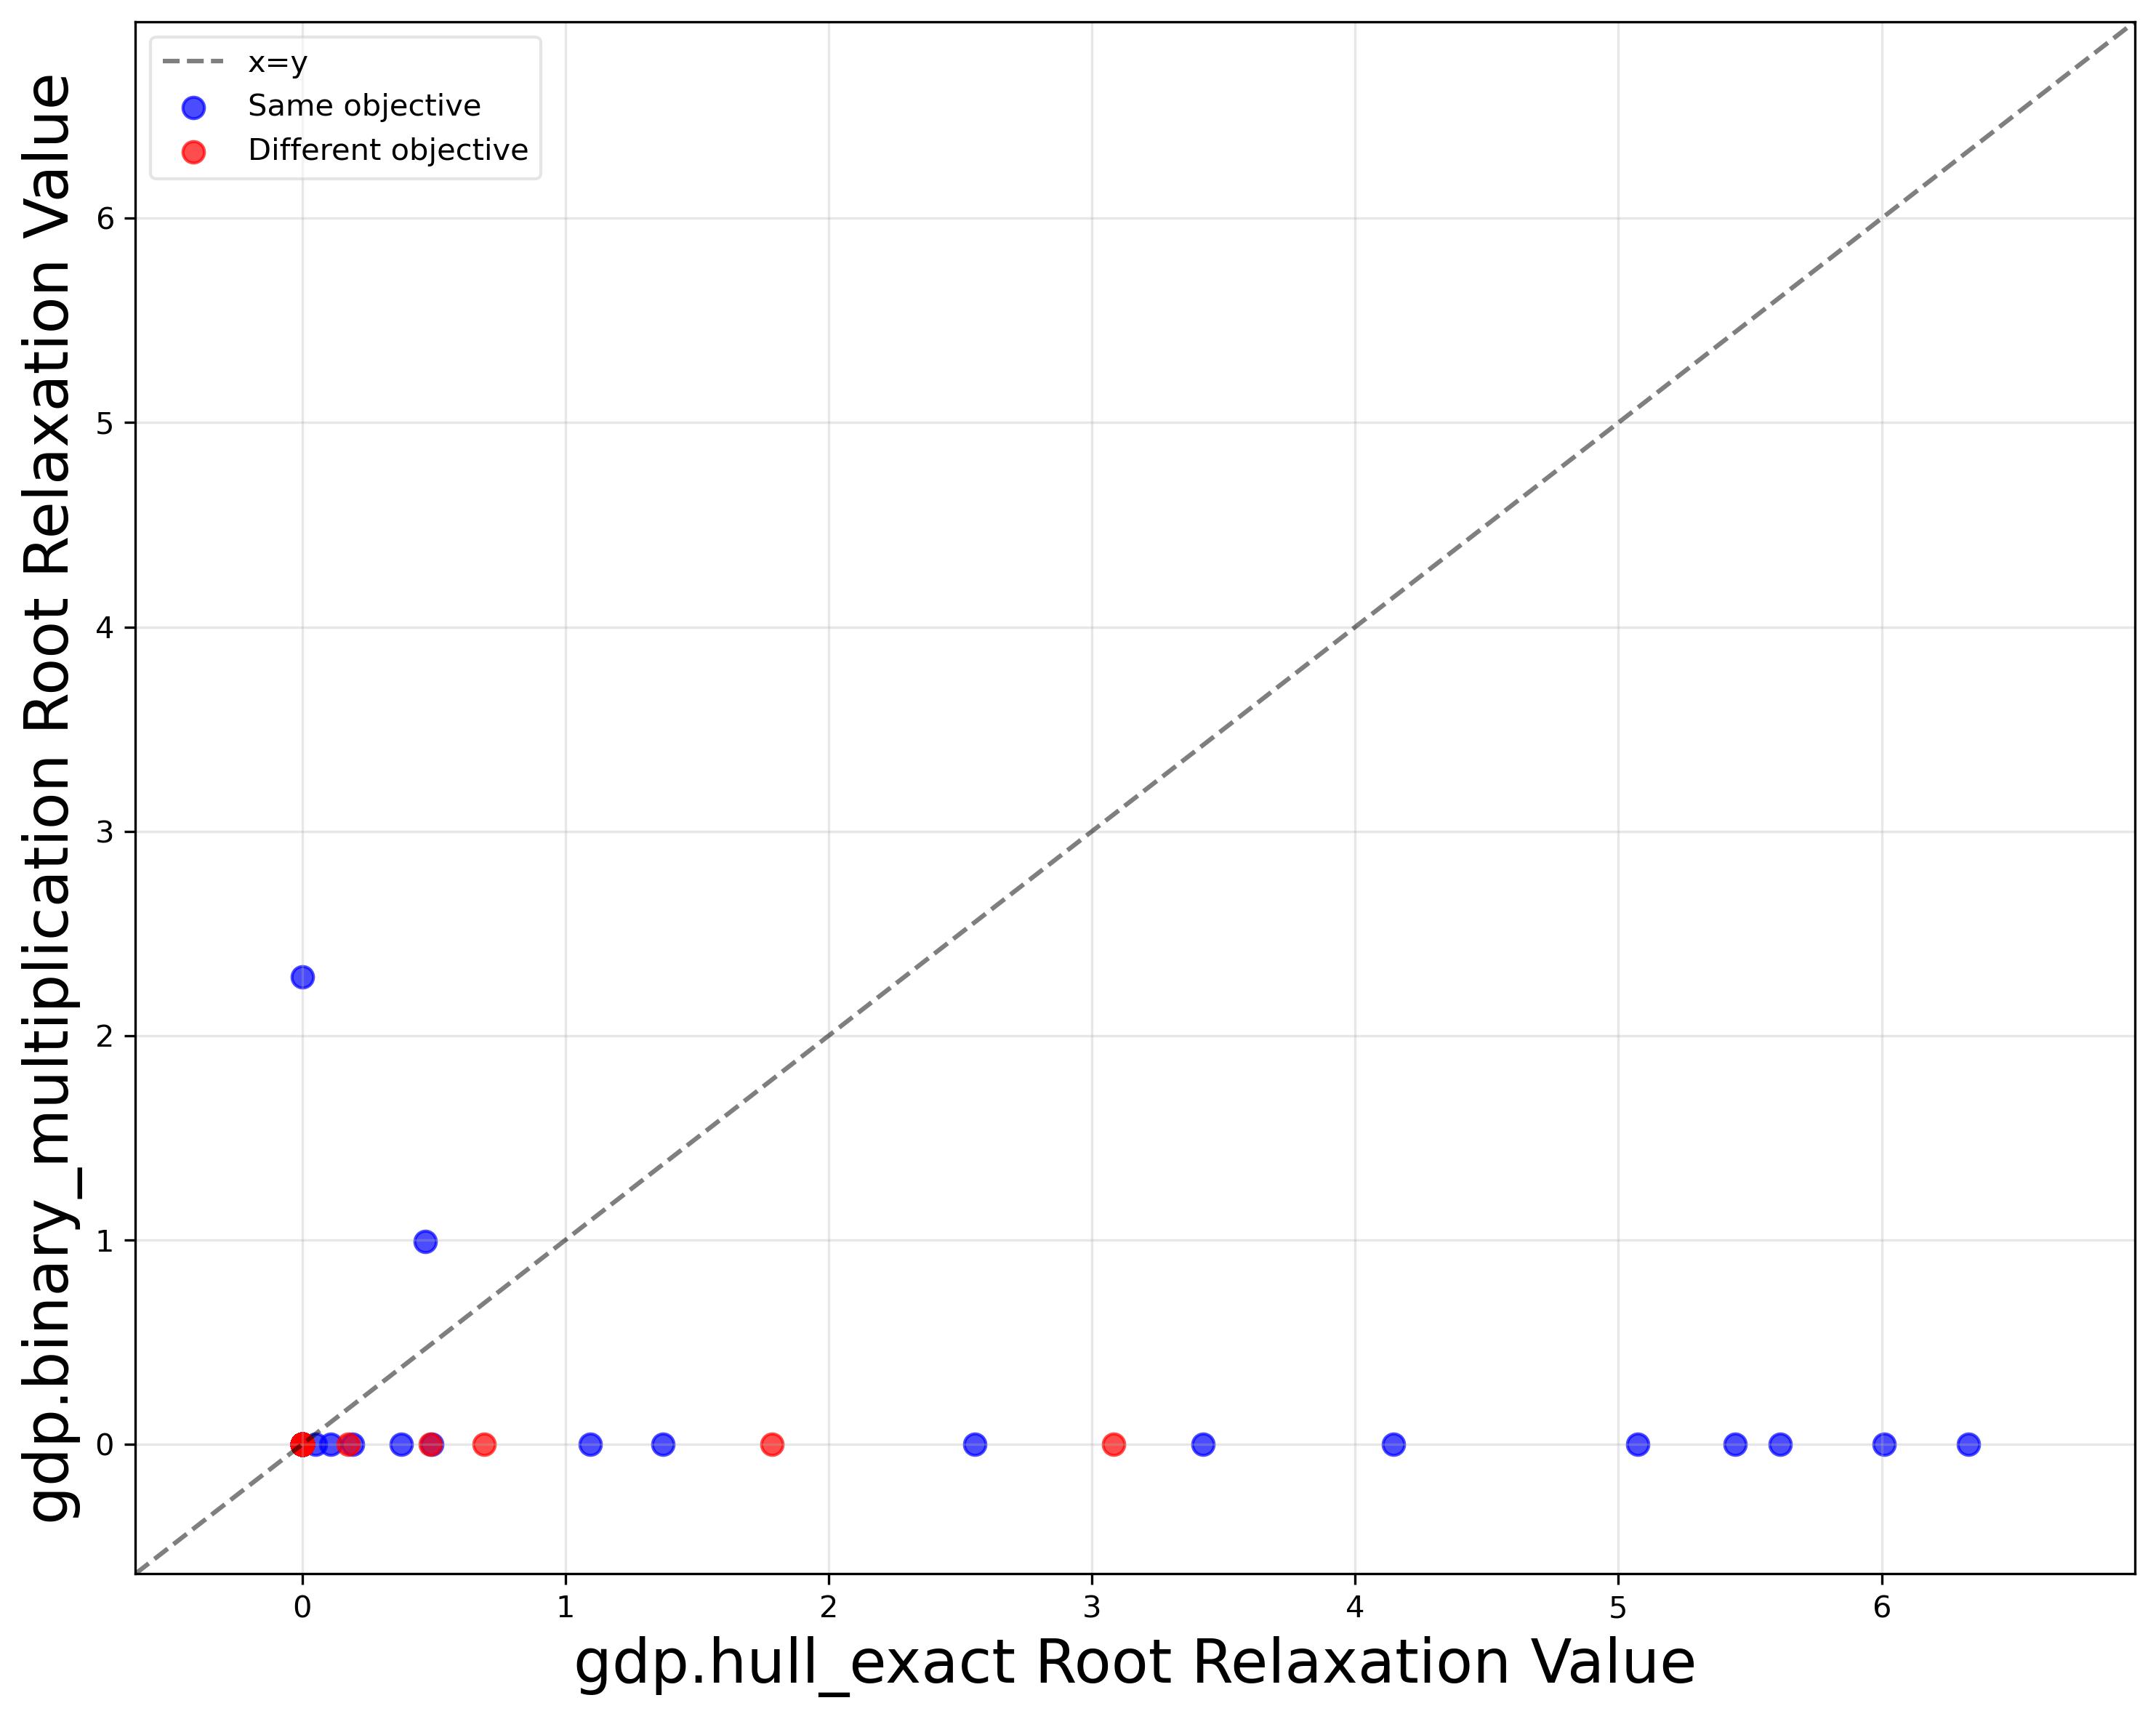 x=y
Same objective
Different objective
gdp.binary_multiplication Root Relaxation Value
6
5
4
3
2
1
0
0 1 2 3 4 5 6
gdp.hull_exact Root Relaxation Value